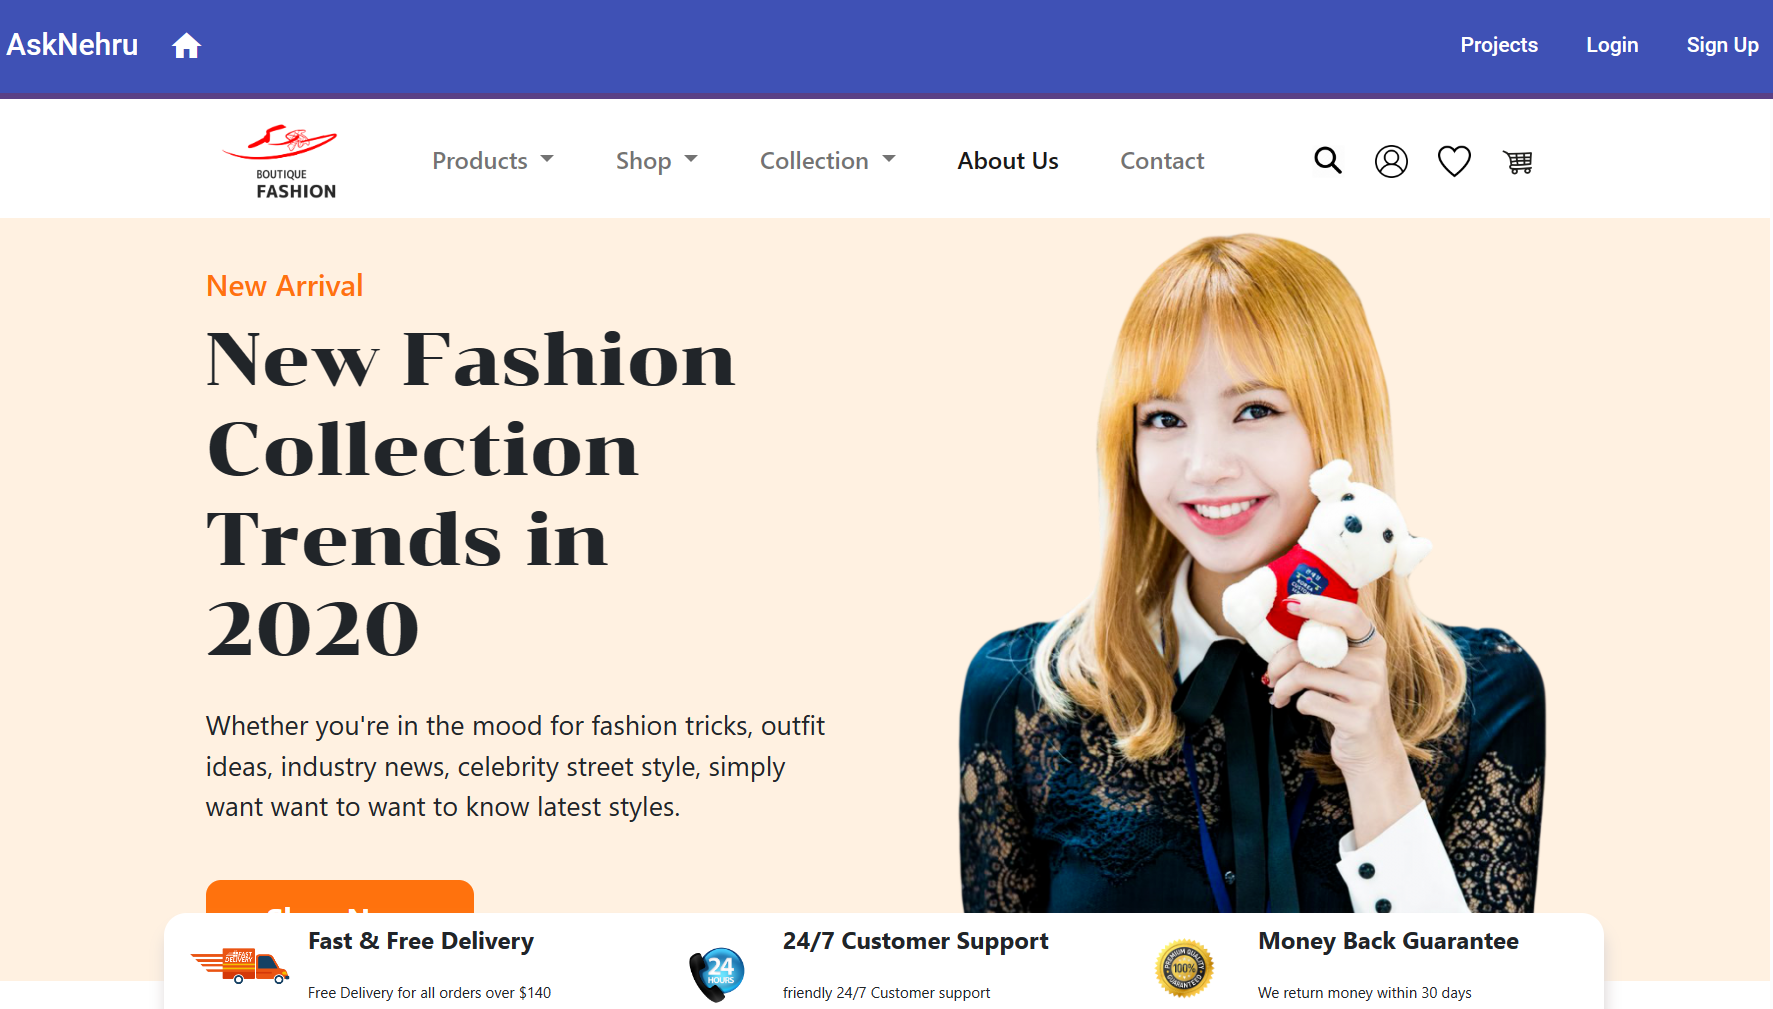 AskNehru
Projects Login Sign Up
BOUTIQUE
FASHION
Products Shop Collection About Us Contact
New Arrival
New Fashion
Collection
Trends in
2020
Whether you're in the mood for fashion tricks, outfit
ideas, industry news, celebrity street style, simply
want want to want to know latest styles.
FAST
DELIVERY
Fast & Free Delivery
Free Delivery for all orders over $140
24
HOURS
24/7 Customer Support
friendly 24/7 Customer support
PREMIUM QUALITY
100%
GUARANTEED
Money Back Guarantee
We return money within 30 days